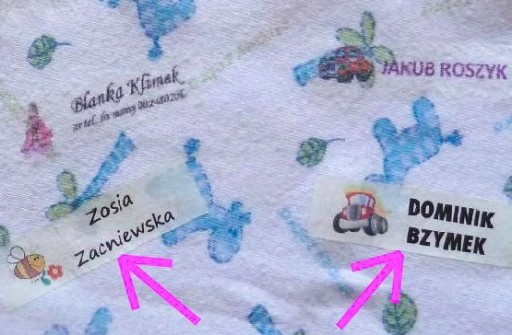 Blanka Klimek
JAKUB ROSZYK
Zosia
Zacniewska
DOMINIK
BZYMEK